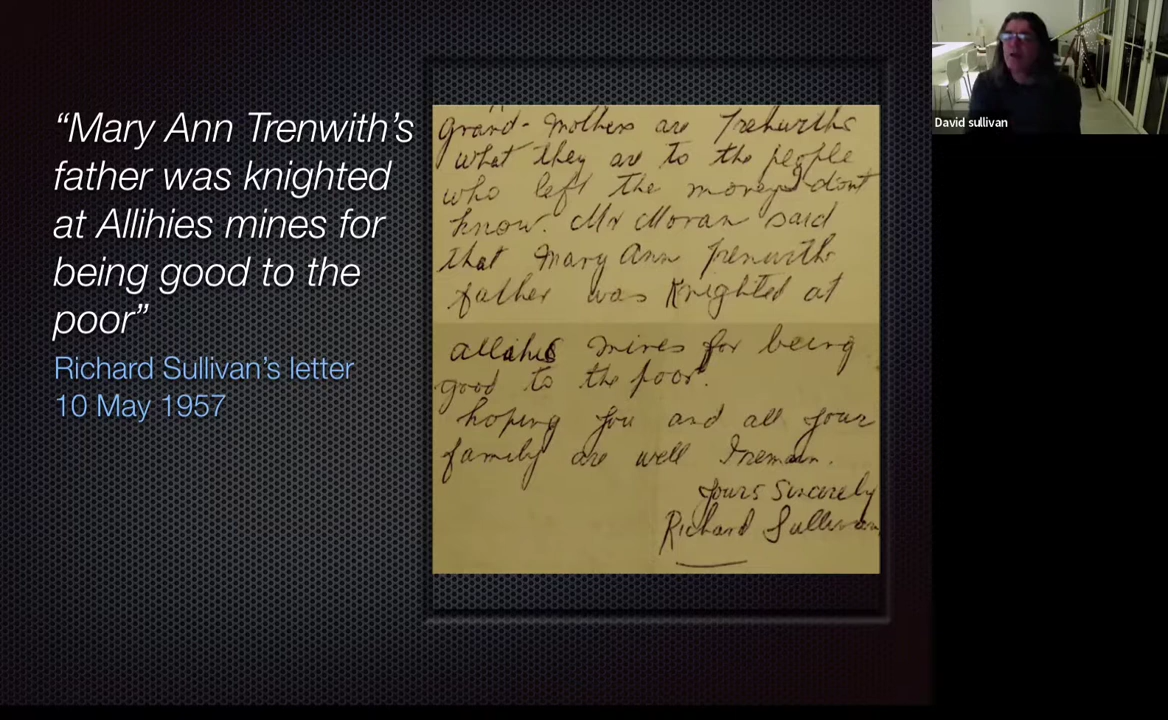 “Mary Ann Trenwith’s
father was knighted
at Allihies mines for
being good to the
poor”
Richard Sullivan’s letter
10 May 1957
Grand-Mothers are Trenwiths
what they are to the people
who left the money I dont
know. Mr Moran said
that Mary Ann Trenwith
father was Knighted at
allahies mines for being
good to the poor.
hoping you and all your
family are well I remain.
Yours Sincerely
Richard Sullivan
David sullivan